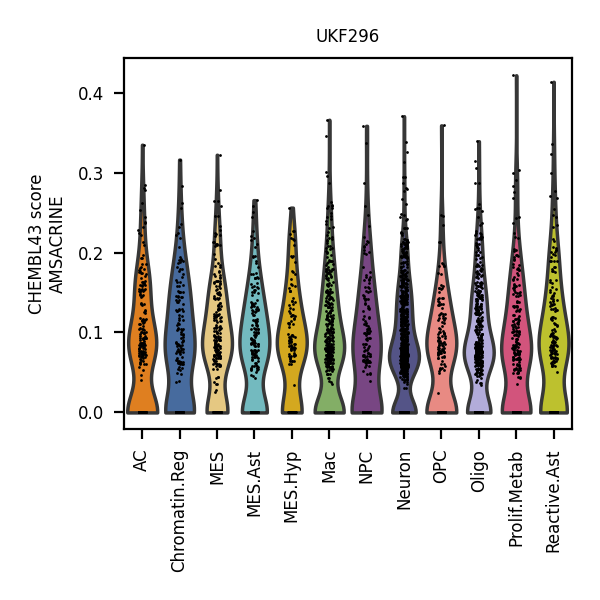 UKF296
CHEMBL43 score
AMSACRINE
0.4
0.3
0.2
0.1
0.0
AC
Chromatin.Reg
MES
MES.Ast
MES.Hyp
Mac
NPC
Neuron
OPC
Oligo
Prolif.Metab
Reactive.Ast